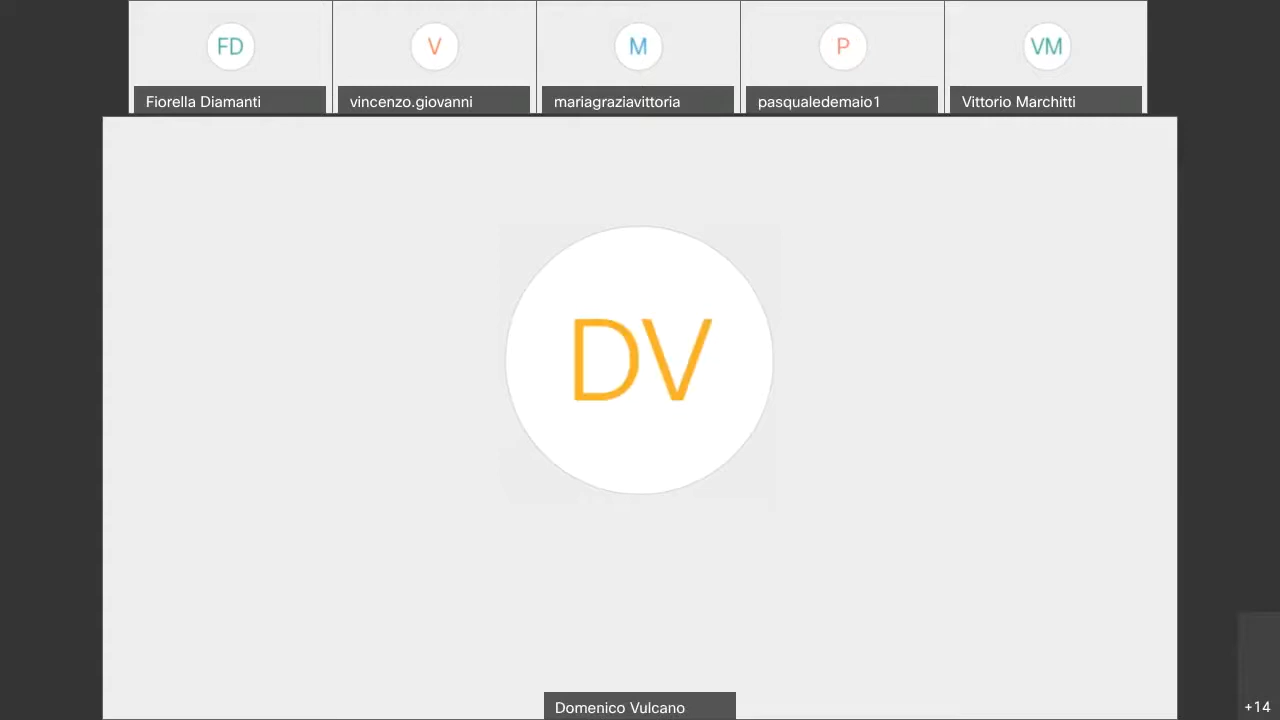 FD
V
M
P
VM
Fiorella Diamanti
vincenzo.giovanni
mariagraziavittoria
pasqualedemaio1
Vittorio Marchitti
DV
Domenico Vulcano
+14